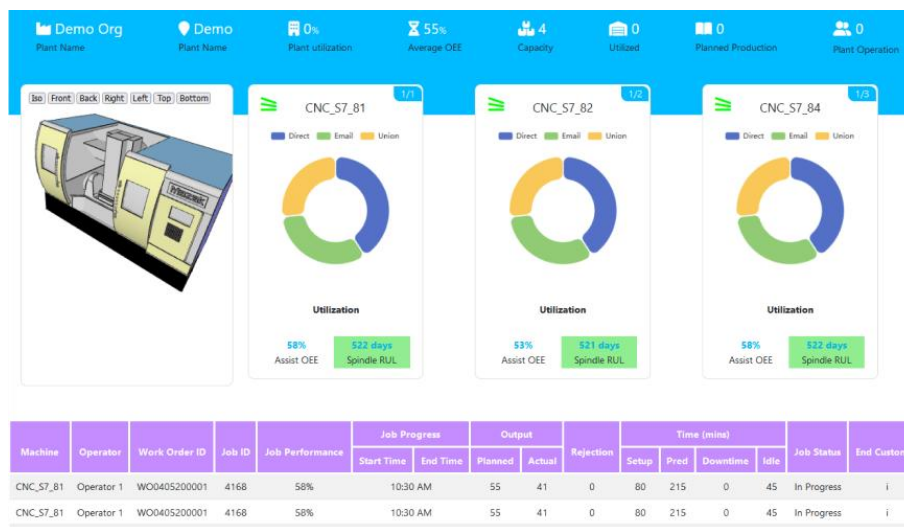 Demo Org Demo 0% 55% 4 0 0 0
Plant Name Plant Name Plant utilization Average OEE Capacity Utilized Planned Production Plant Operation
Iso Front Back Right Left Top Bottom
1/1
CNC_S7_81
Direct Email Union
Utilization
58% 522 days
Assist OEE Spindle RUL
1/2
CNC_S7_82
Direct Email Union
Utilization
53% 521 days
Assist OEE Spindle RUL
1/3
CNC_S7_84
Direct Email Union
Utilization
58% 522 days
Assist OEE Spindle RUL
Job Progress Output Time (mins)
Machine Operator Work Order ID Job ID Job Performance Rejection Job Status End Custom
Start Time End Time Planned Actual Setup Pred Downtime Idle
CNC_S7_81 Operator 1 WO0405200001 4168 58% 10:30 AM 55 41 0 80 215 0 45 In Progress i
CNC_S7_81 Operator 1 WO0405200001 4168 58% 10:30 AM 55 41 0 80 215 0 45 In Progress i